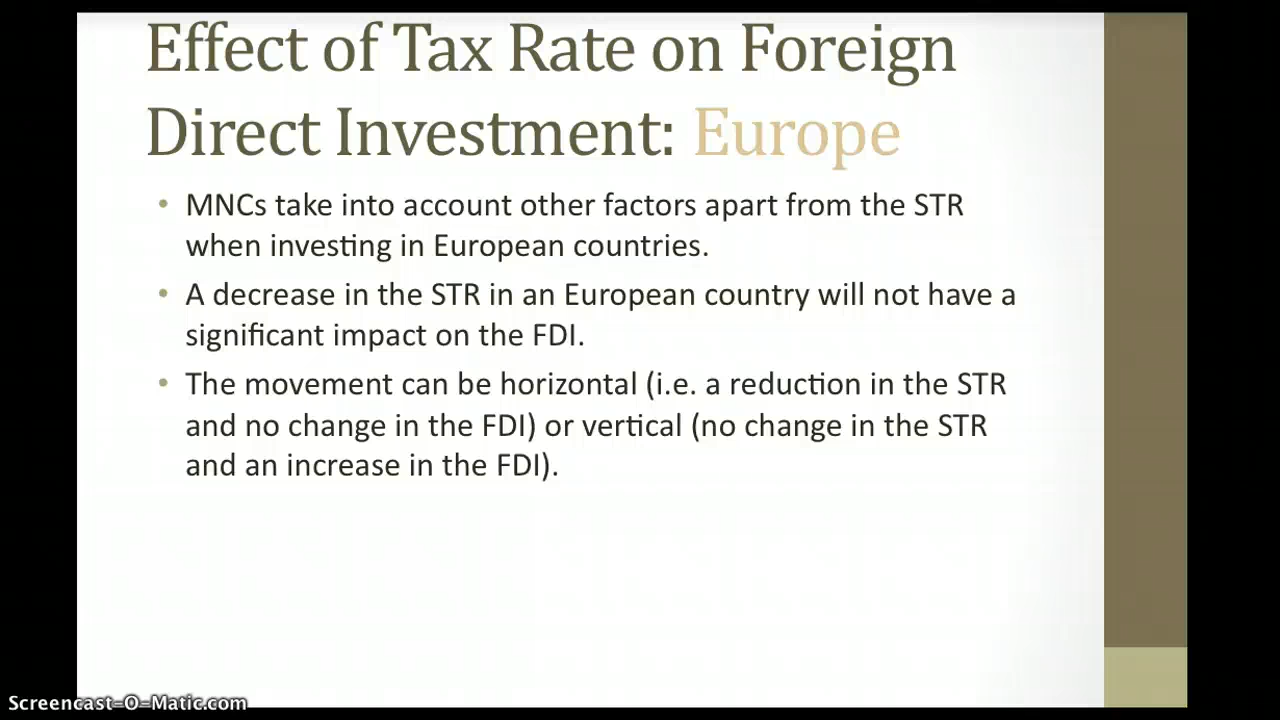 Effect of Tax Rate on Foreign
Direct Investment: Europe
• MNCs take into account other factors apart from the STR
when investing in European countries.
• A decrease in the STR in an European country will not have a
significant impact on the FDI.
• The movement can be horizontal (i.e. a reduction in the STR
and no change in the FDI) or vertical (no change in the STR
and an increase in the FDI).
Screencast-O-Matic.com